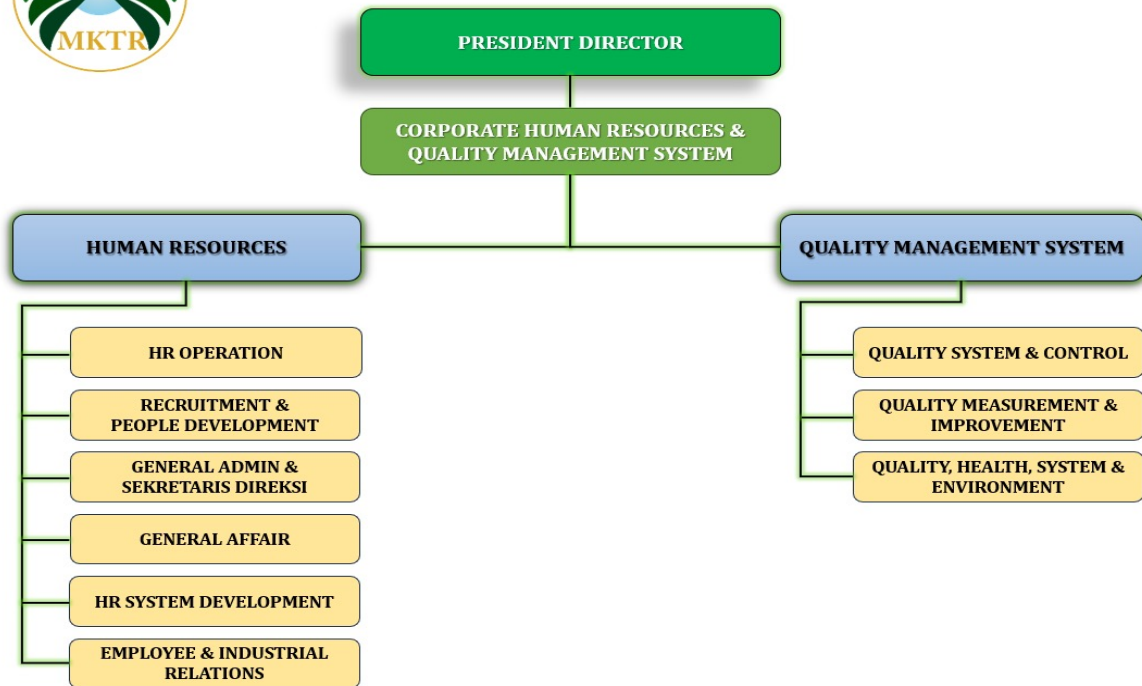 MKTR
PRESIDENT DIRECTOR
CORPORATE HUMAN RESOURCES &
QUALITY MANAGEMENT SYSTEM
HUMAN RESOURCES
QUALITY MANAGEMENT SYSTEM
HR OPERATION
RECRUITMENT &
PEOPLE DEVELOPMENT
GENERAL ADMIN &
SEKRETARIS DIREKSI
GENERAL AFFAIR
HR SYSTEM DEVELOPMENT
EMPLOYEE & INDUSTRIAL
RELATIONS
QUALITY SYSTEM & CONTROL
QUALITY MEASUREMENT &
IMPROVEMENT
QUALITY, HEALTH, SYSTEM &
ENVIRONMENT